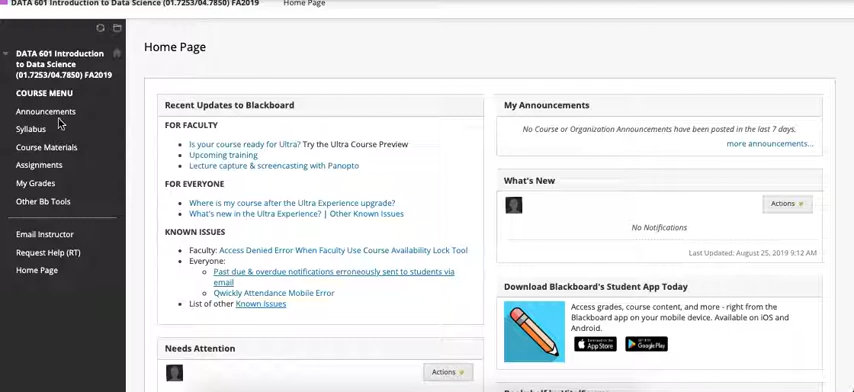 DATA 601 Introduction to Data Science (01.7253/04.7850) FA2019 Home Page
DATA 601 Introduction
to Data Science
(01.7253/04.7850) FA2019
COURSE MENU
Announcements
Syllabus
Course Materials
Assignments
My Grades
Other Bb Tools
Email Instructor
Request Help (RT)
Home Page
Home Page
Recent Updates to Blackboard
FOR FACULTY
Is your course ready for Ultra? Try the Ultra Course Preview
Upcoming training
Lecture capture & screencasting with Panopto
FOR EVERYONE
Where is my course after the Ultra Experience upgrade?
What's new in the Ultra Experience? | Other Known Issues
KNOWN ISSUES
Faculty: Access Denied Error When Faculty Use Course Availability Lock Tool
Everyone:
Past due & overdue notifications erroneously sent to students via
email
Qwickly Attendance Mobile Error
List of other Known Issues
Needs Attention
Actions
My Announcements
No Course or Organization Announcements have been posted in the last 7 days.
more announcements...
What's New
Actions
No Notifications
Last Updated: August 25, 2019 9:12 AM
Download Blackboard's Student App Today
Access grades, course content, and more - right from the
Blackboard app on your mobile device. Available on iOS and
Android.
App Store
Google Play